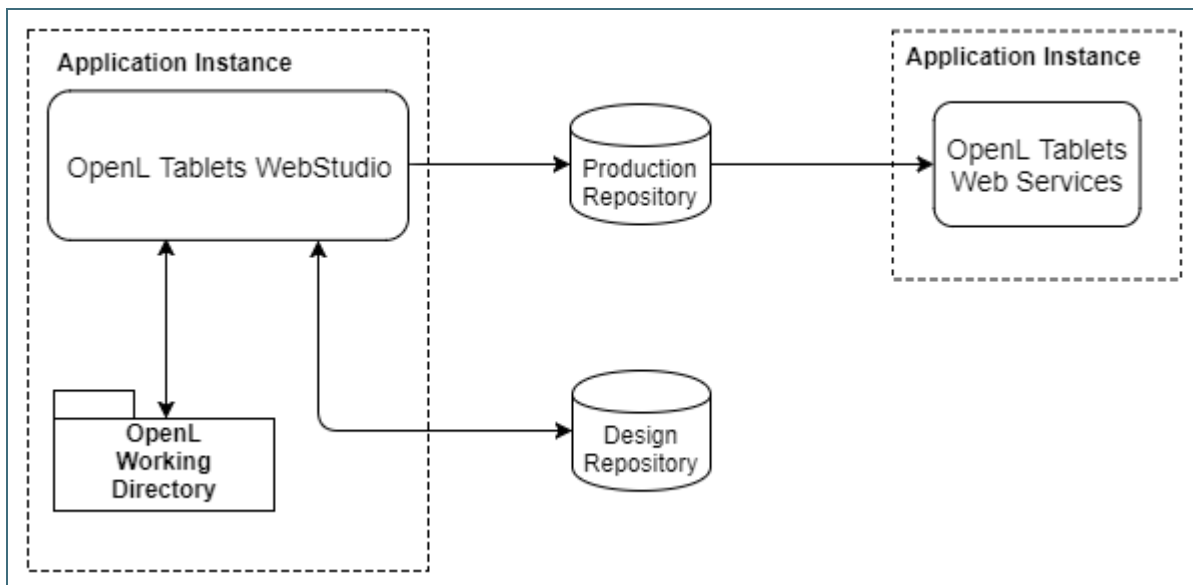 Application Instance
OpenL Tablets WebStudio
OpenL
Working
Directory
Production
Repository
Design
Repository
Application Instance
OpenL Tablets
Web Services